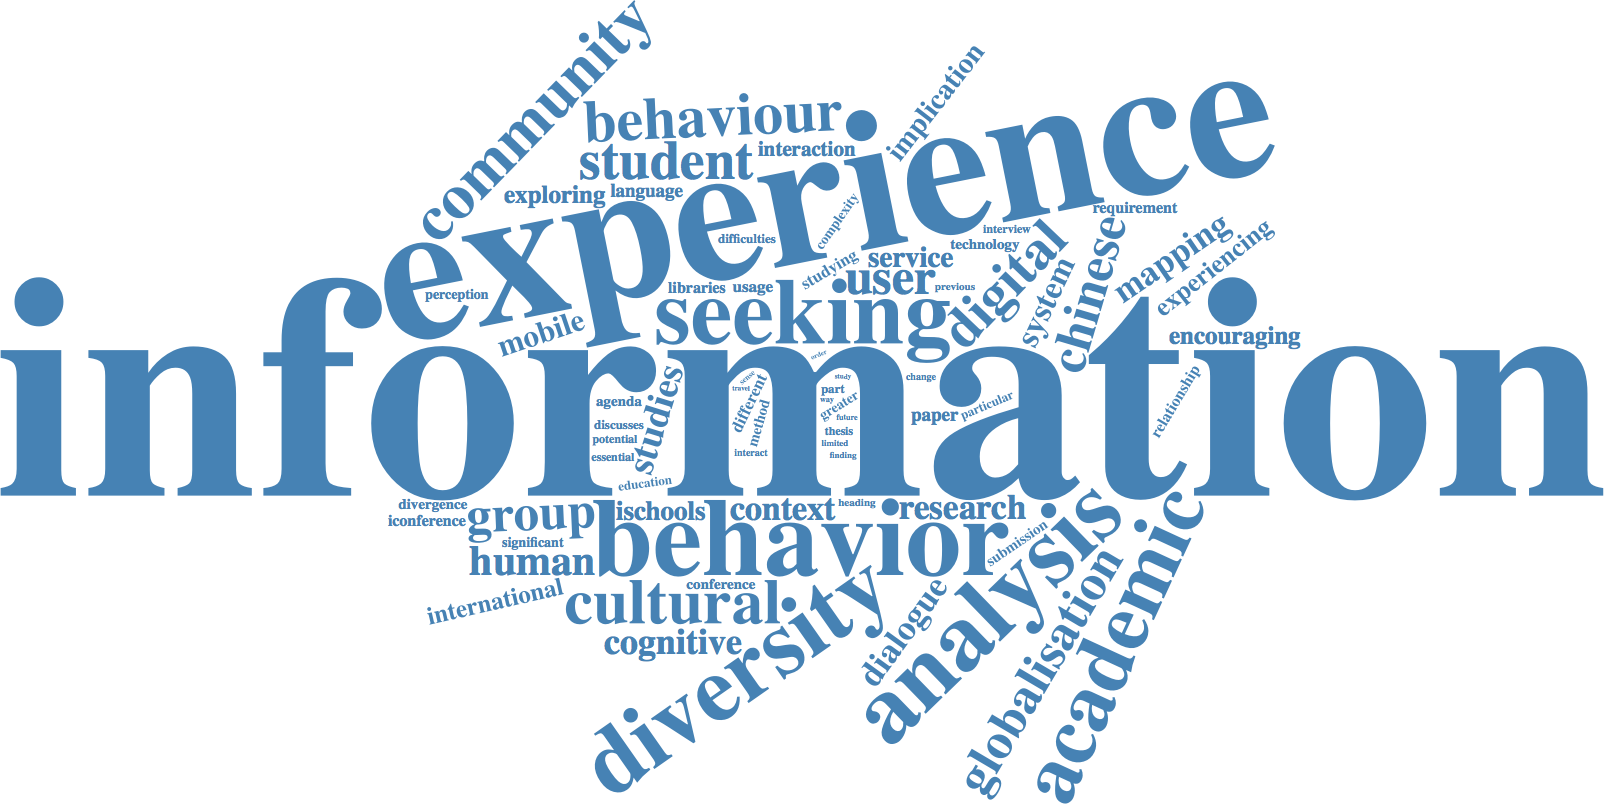 community
implication
behaviour
experience
student
interaction
exploring
language
complexity
requirement
difficulties
interview
technology
digital
chinese
mapping
experiencing
studying
service
user
system
perception
libraries
usage
previous
seeking
mobile
encouraging
information
order
sense
travel
different
method
interact
study
part
way
greater
future
thesis
limited
finding
change
paper
particular
relationship
agenda
discusses
potential
essential
studies
education
divergence
iconference
group
ischools
context
heading
research
significant
human
behavior
submission
analysis
academic
international
cultural
conference
cognitive
diversity
dialogue
globalisation